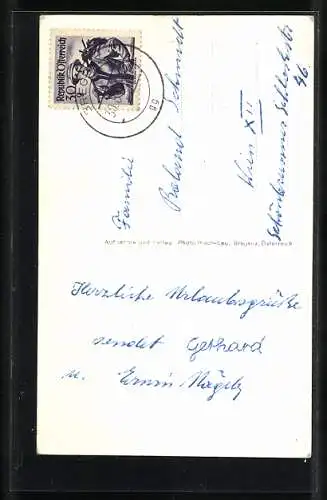 Republik Österreich
30
Familie
Roland Schmidt
Wien XII
Schönbrunner Schloßstr
46.
Aufnahme und Verlag Photo Risch-Lau, Bregenz, Österreich
Herzliche Urlaubsgrüße
sendet Gerhard
u. Erwin